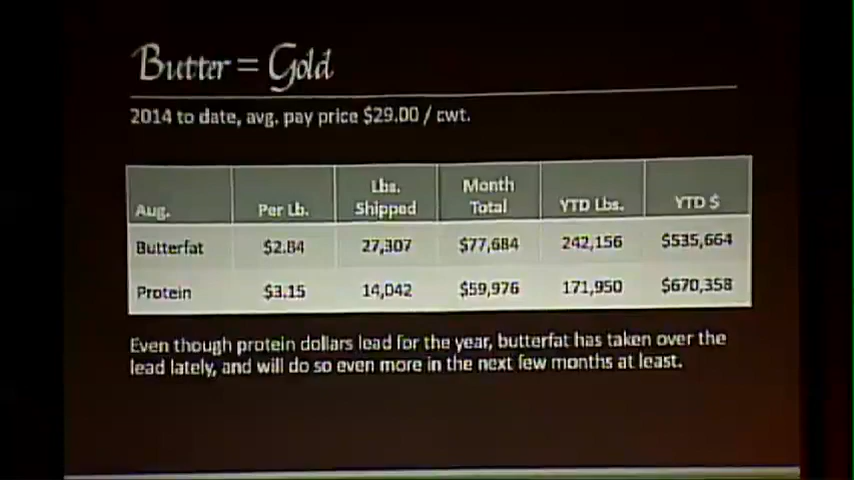 Butter = Gold
2014 to date, avg. pay price $29.00 / cwt.
Aug. Per Lb. Lbs. Shipped Month Total YTD Lbs. YTD $
Butterfat $2.84 27,307 $77,684 242,156 $535,664
Protein $3.15 14,042 $59,976 171,950 $670,358
Even though protein dollars lead for the year, butterfat has taken over the
lead lately, and will do so even more in the next few months at least.